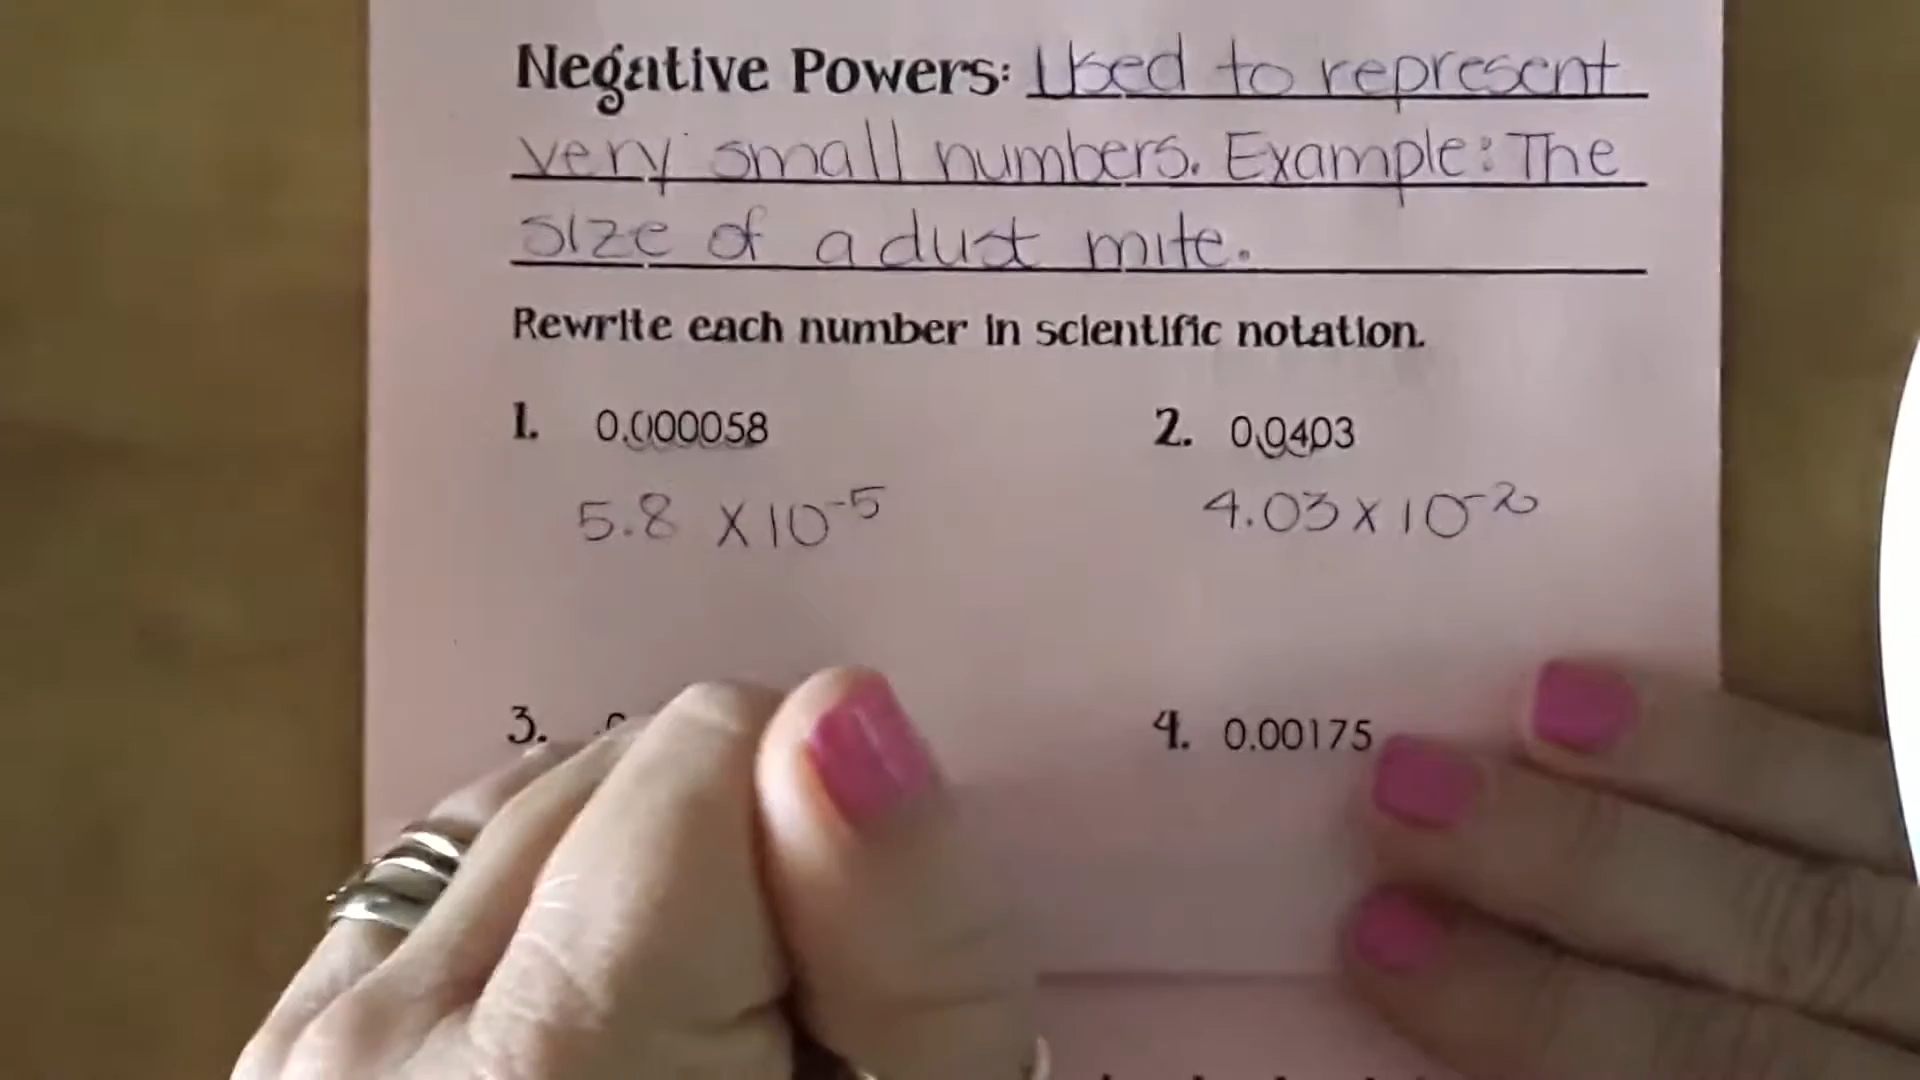 Negative Powers: Used to represent
very small numbers. Example: The
size of a dust mite.
Rewrite each number in scientific notation.
1. 0.000058
2. 0.0403
5.8 x 10⁻⁵
4.03 x 10⁻²
3.
4. 0.00175